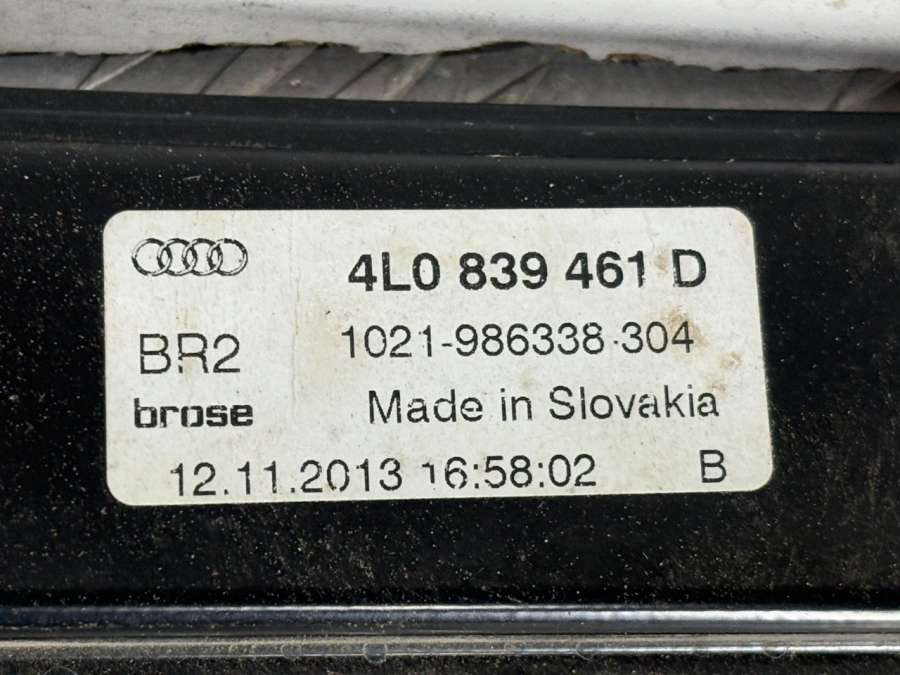 4L0 839 461 D
BR2
1021-986338-304
brose
Made in Slovakia
12.11.2013 16:58:02 B